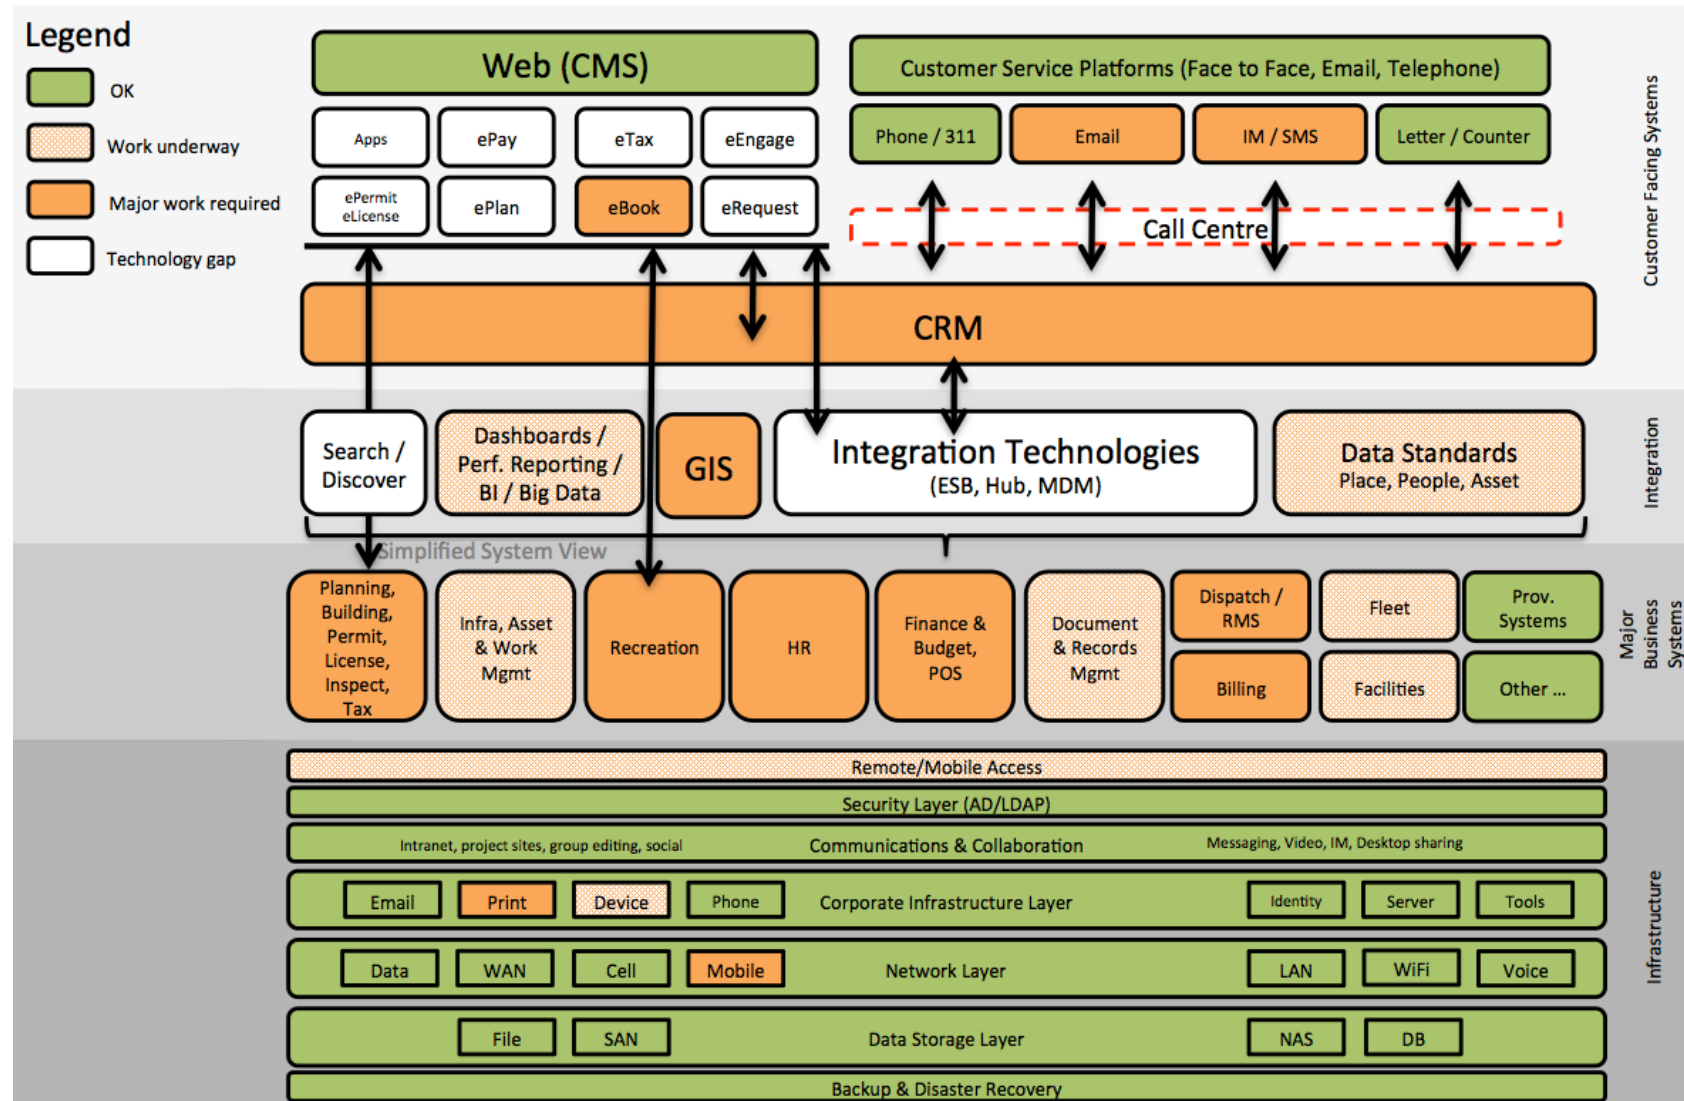 Legend
OK
Work underway
Major work required
Technology gap
Web (CMS)
Apps
ePay
eTax
eEngage
ePermit
eLicense
ePlan
eBook
eRequest
Customer Service Platforms (Face to Face, Email, Telephone)
Phone / 311
Email
IM / SMS
Letter / Counter
Call Centre
CRM
Customer Facing Systems
Search /
Discover
Dashboards /
Perf. Reporting /
BI / Big Data
GIS
Integration Technologies
(ESB, Hub, MDM)
Data Standards
Place, People, Asset
Integration
Simplified System View
Planning,
Building,
Permit,
License,
Inspect,
Tax
Infra, Asset
& Work
Mgmt
Recreation
HR
Finance &
Budget,
POS
Document
& Records
Mgmt
Dispatch /
RMS
Billing
Fleet
Facilities
Prov.
Systems
Other ...
Major
Business
Systems
Remote/Mobile Access
Security Layer (AD/LDAP)
Intranet, project sites, group editing, social
Communications & Collaboration
Messaging, Video, IM, Desktop sharing
Email
Print
Device
Phone
Corporate Infrastructure Layer
Identity
Server
Tools
Data
WAN
Cell
Mobile
Network Layer
LAN
WiFi
Voice
File
SAN
Data Storage Layer
NAS
DB
Backup & Disaster Recovery
Infrastructure